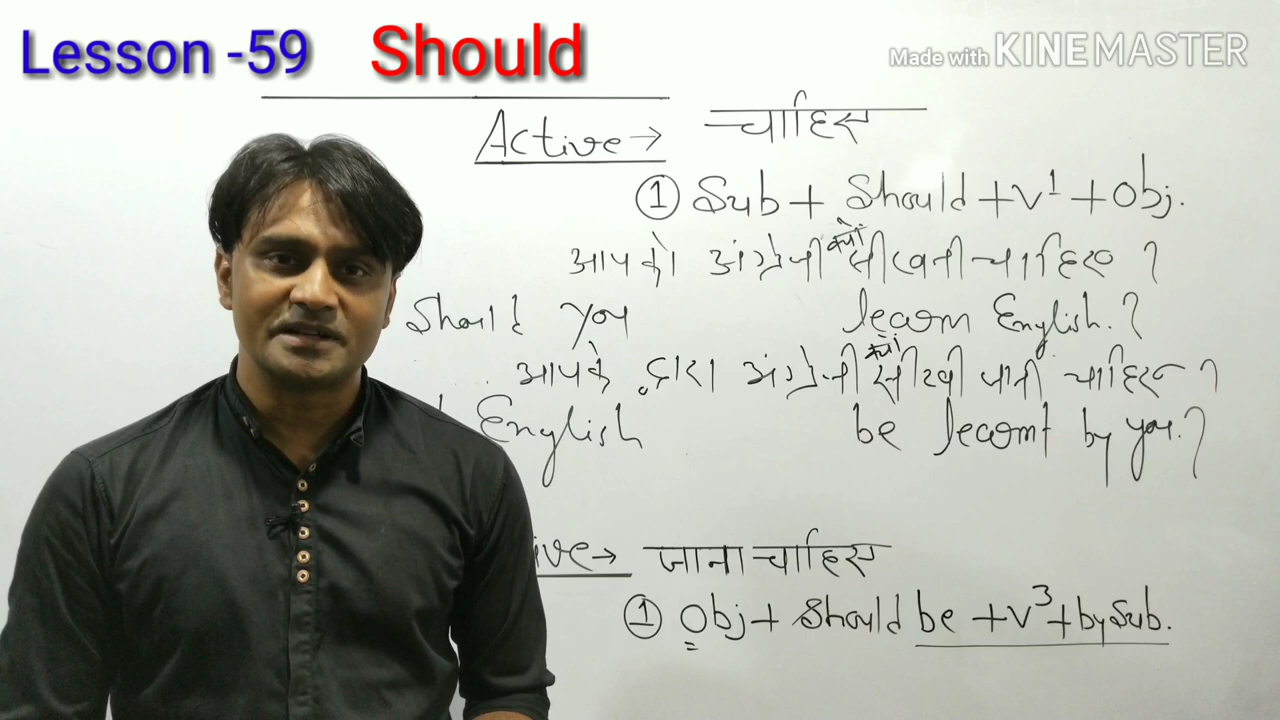 Lesson -59 Should
Made with KINEMASTER
Active → चाहिए
① Sub + Should + V¹ + Obj.
क्यों
आपको अंग्रेजी सीखनी चाहिए ?
Should you learn English. ?
क्यों
आपके द्वारा अंग्रेजी सीखी जानी चाहिए ?
English be learnt by you. ?
ive → जाना चाहिए
① Obj + Should be + V³ + by Sub.